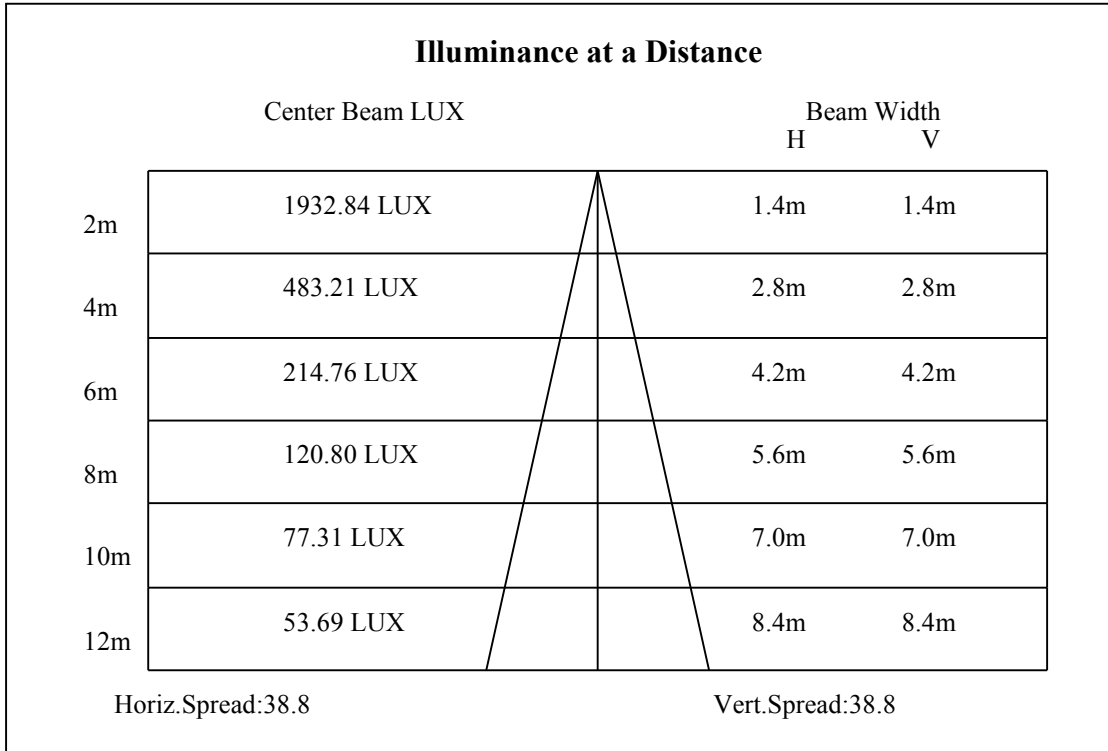 Illuminance at a Distance
Center Beam LUX Beam Width
H V
2m 1932.84 LUX 1.4m 1.4m
4m 483.21 LUX 2.8m 2.8m
6m 214.76 LUX 4.2m 4.2m
8m 120.80 LUX 5.6m 5.6m
10m 77.31 LUX 7.0m 7.0m
12m 53.69 LUX 8.4m 8.4m
Horiz.Spread:38.8 Vert.Spread:38.8